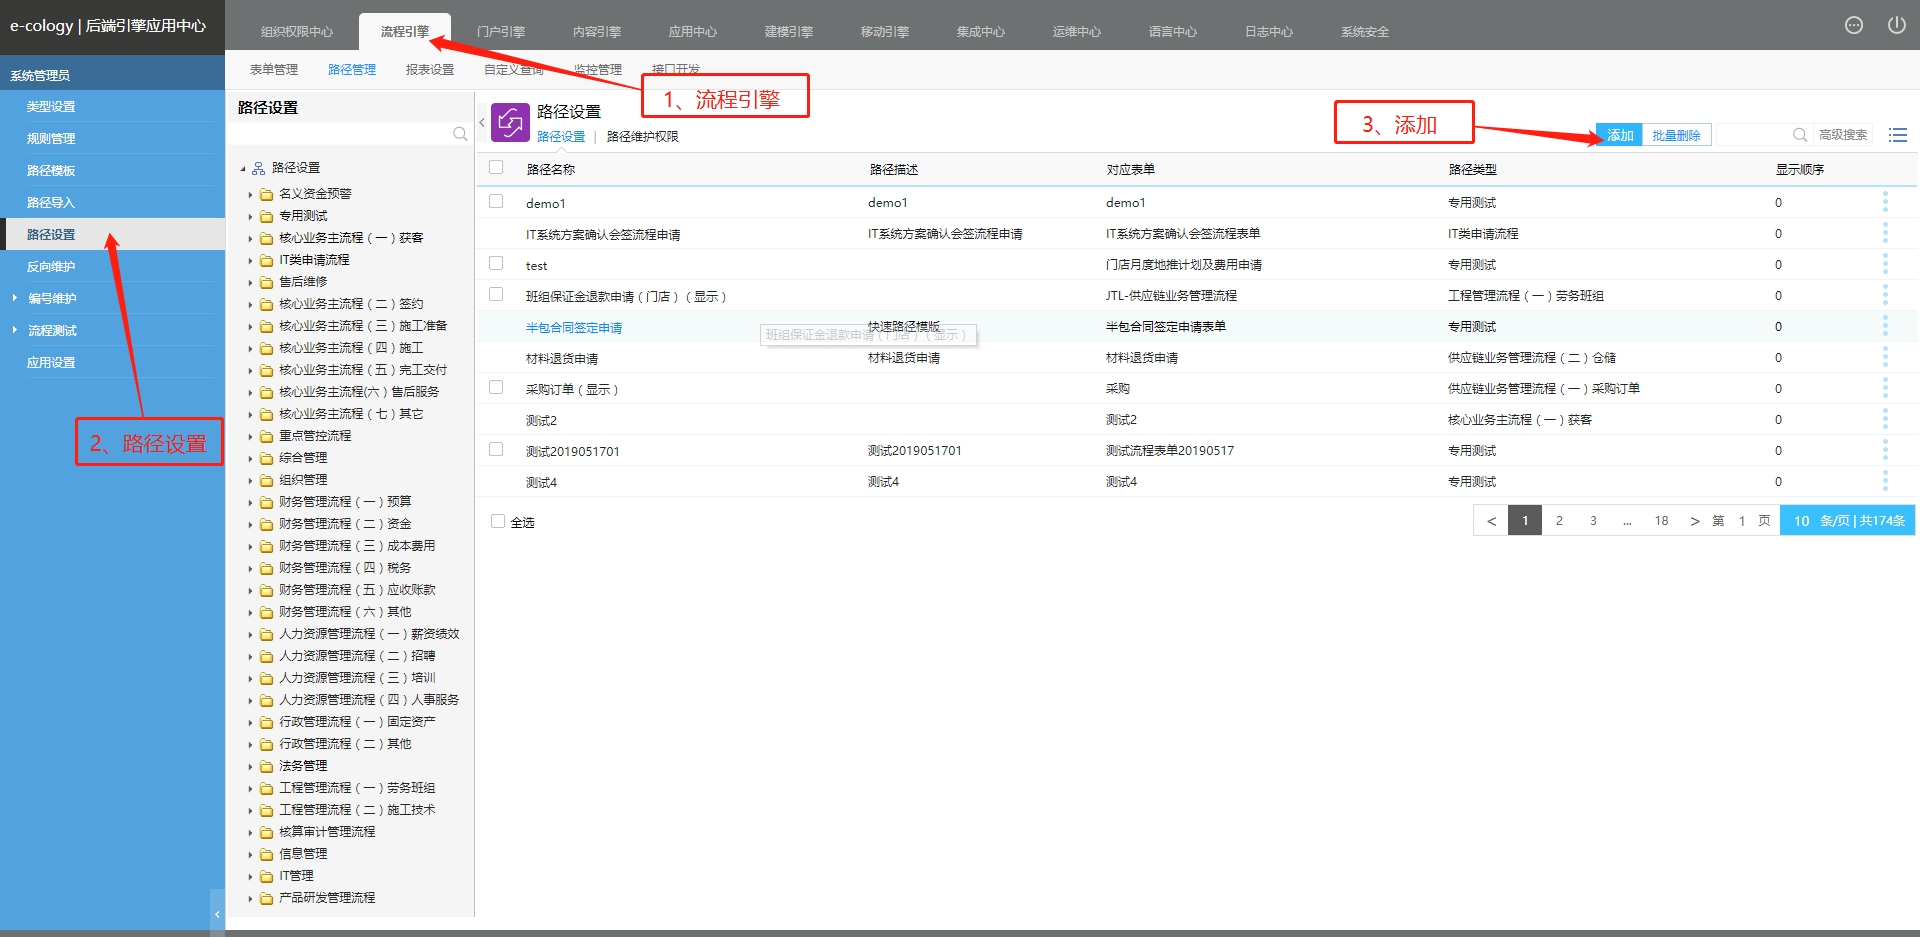 e-cology | 后端引擎应用中心
组织权限中心 流程引擎 门户引擎 内容引擎 应用中心 建模引擎 移动引擎 集成中心 运维中心 语言中心 日志中心 系统安全
表单管理 路径管理 报表设置 自定义查询 监控管理 接口开发
系统管理员
类型设置
规则管理
路径模板
路径导入
路径设置
反向维护
编号维护
流程测试
应用设置
1、流程引擎
2、路径设置
3、添加
路径设置
路径设置
名义资金预警
专用测试
核心业务主流程（一）获客
IT类申请流程
售后维修
核心业务主流程（二）签约
核心业务主流程（三）施工准备
核心业务主流程（四）施工
核心业务主流程（五）完工交付
核心业务主流程(六）售后服务
核心业务主流程（七）其它
重点管控流程
综合管理
组织管理
财务管理流程（一）预算
财务管理流程（二）资金
财务管理流程（三）成本费用
财务管理流程（四）税务
财务管理流程（五）应收账款
财务管理流程（六）其他
人力资源管理流程（一）薪资绩效
人力资源管理流程（二）招聘
人力资源管理流程（三）培训
人力资源管理流程（四）人事服务
行政管理流程（一）固定资产
行政管理流程（二）其他
法务管理
工程管理流程（一）劳务班组
工程管理流程（二）施工技术
核算审计管理流程
信息管理
IT管理
产品研发管理流程
路径设置
路径设置 | 路径维护权限
添加 批量删除 高级搜索
路径名称 路径描述 对应表单 路径类型 显示顺序
demo1 demo1 demo1 专用测试 0
IT系统方案确认会签流程申请 IT系统方案确认会签流程申请 IT系统方案确认会签流程表单 IT类申请流程 0
test 门店月度地推计划及费用申请 专用测试 0
班组保证金退款申请（门店）（显示） JTL-供应链业务管理流程 工程管理流程（一）劳务班组 0
半包合同签定申请 快速路径模版 半包合同签定申请表单 专用测试 0
班组保证金退款申请（门店）（显示）
材料退货申请 材料退货申请 材料退货申请 供应链业务管理流程（二）仓储 0
采购订单（显示） 采购 供应链业务管理流程（一）采购订单 0
测试2 测试2 核心业务主流程（一）获客 0
测试2019051701 测试2019051701 测试流程表单20190517 专用测试 0
测试4 测试4 测试4 专用测试 0
全选
< 1 2 3 ... 18 > 第 1 页 10 条/页 | 共174条